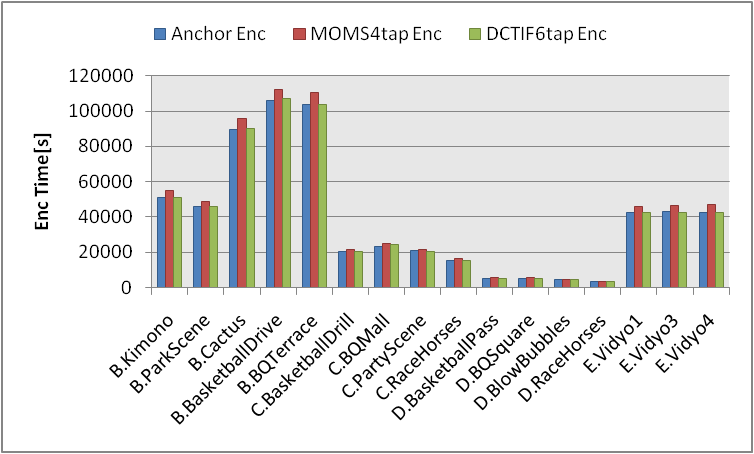 Anchor Enc
MOMS4tap Enc
DCTIF6tap Enc
Enc Time[s]
120000
100000
80000
60000
40000
20000
0
B.Kimono
B.ParkScene
B.Cactus
B.BasketballDrive
B.BQTerrace
C.BasketballDrill
C.BQMall
C.PartyScene
C.RaceHorses
D.BasketballPass
D.BQSquare
D.BlowBubbles
D.RaceHorses
E.Vidyo1
E.Vidyo3
E.Vidyo4